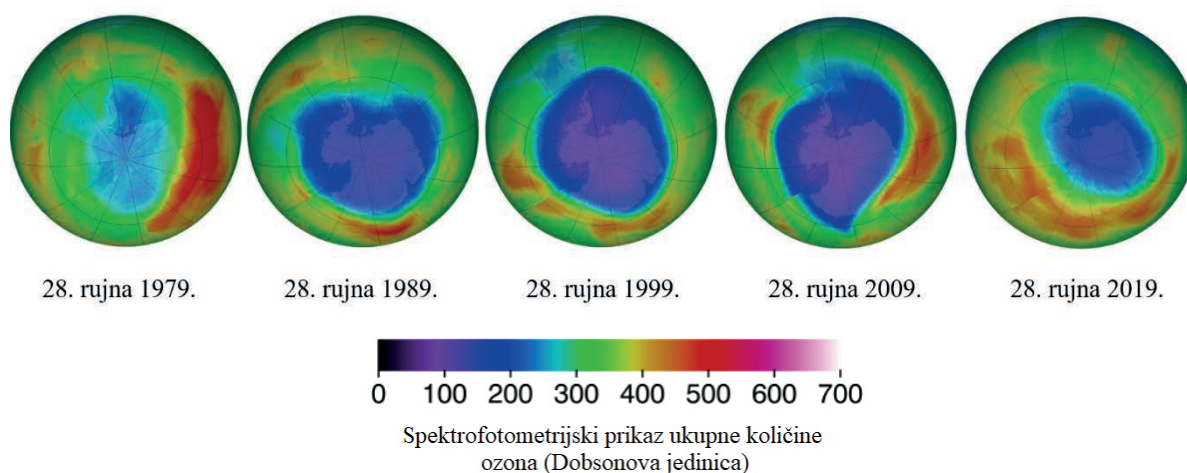 28. rujna 1979.
28. rujna 1989.
28. rujna 1999.
28. rujna 2009.
28. rujna 2019.
0 100 200 300 400 500 600 700
Spektrofotometrijski prikaz ukupne količine
ozona (Dobsonova jedinica)